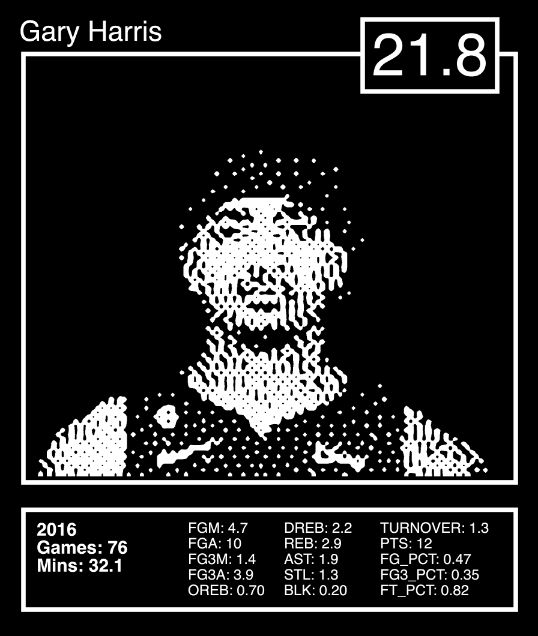 Gary Harris
21.8
2016
Games: 76
Mins: 32.1
FGM: 4.7
FGA: 10
FG3M: 1.4
FG3A: 3.9
OREB: 0.70
DREB: 2.2
REB: 2.9
AST: 1.9
STL: 1.3
BLK: 0.20
TURNOVER: 1.3
PTS: 12
FG_PCT: 0.47
FG3_PCT: 0.35
FT_PCT: 0.82